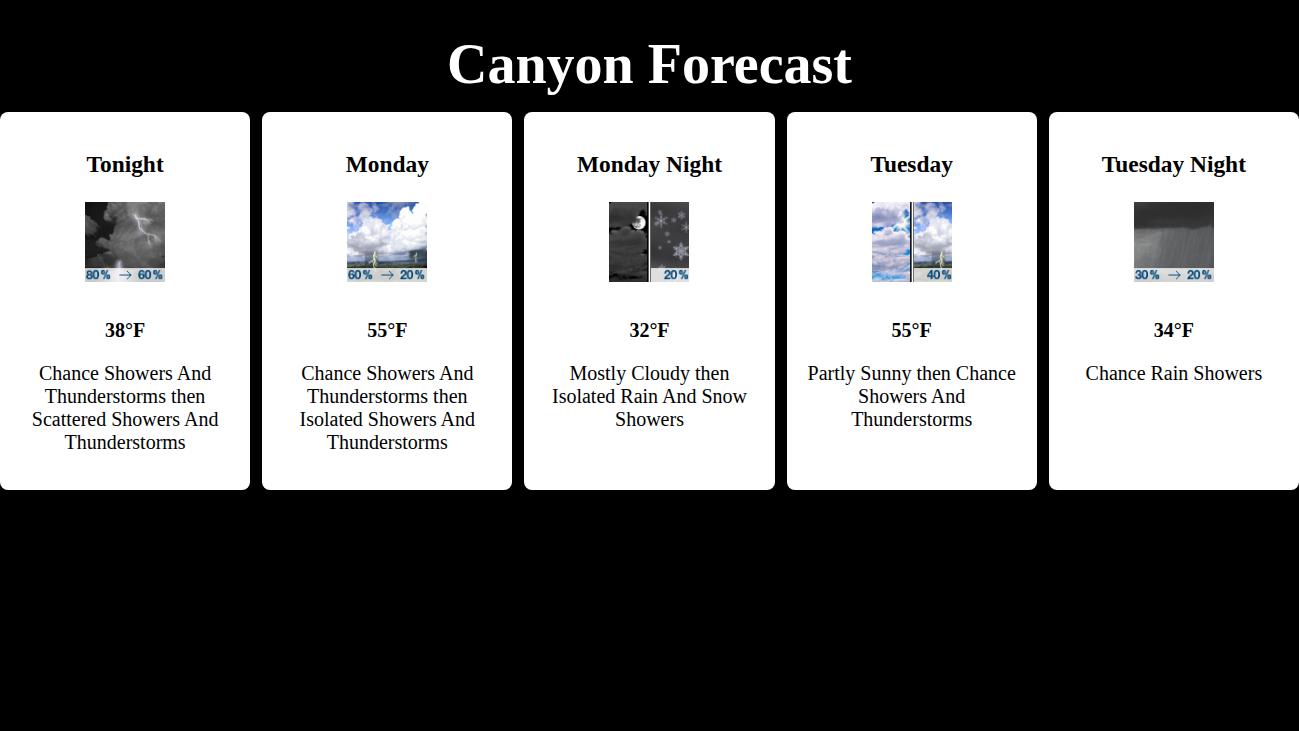 Canyon Forecast
Tonight
80% → 60%
38°F
Chance Showers And
Thunderstorms then
Scattered Showers And
Thunderstorms
Monday
60% → 20%
55°F
Chance Showers And
Thunderstorms then
Isolated Showers And
Thunderstorms
Monday Night
20%
32°F
Mostly Cloudy then
Isolated Rain And Snow
Showers
Tuesday
40%
55°F
Partly Sunny then Chance
Showers And
Thunderstorms
Tuesday Night
30% → 20%
34°F
Chance Rain Showers